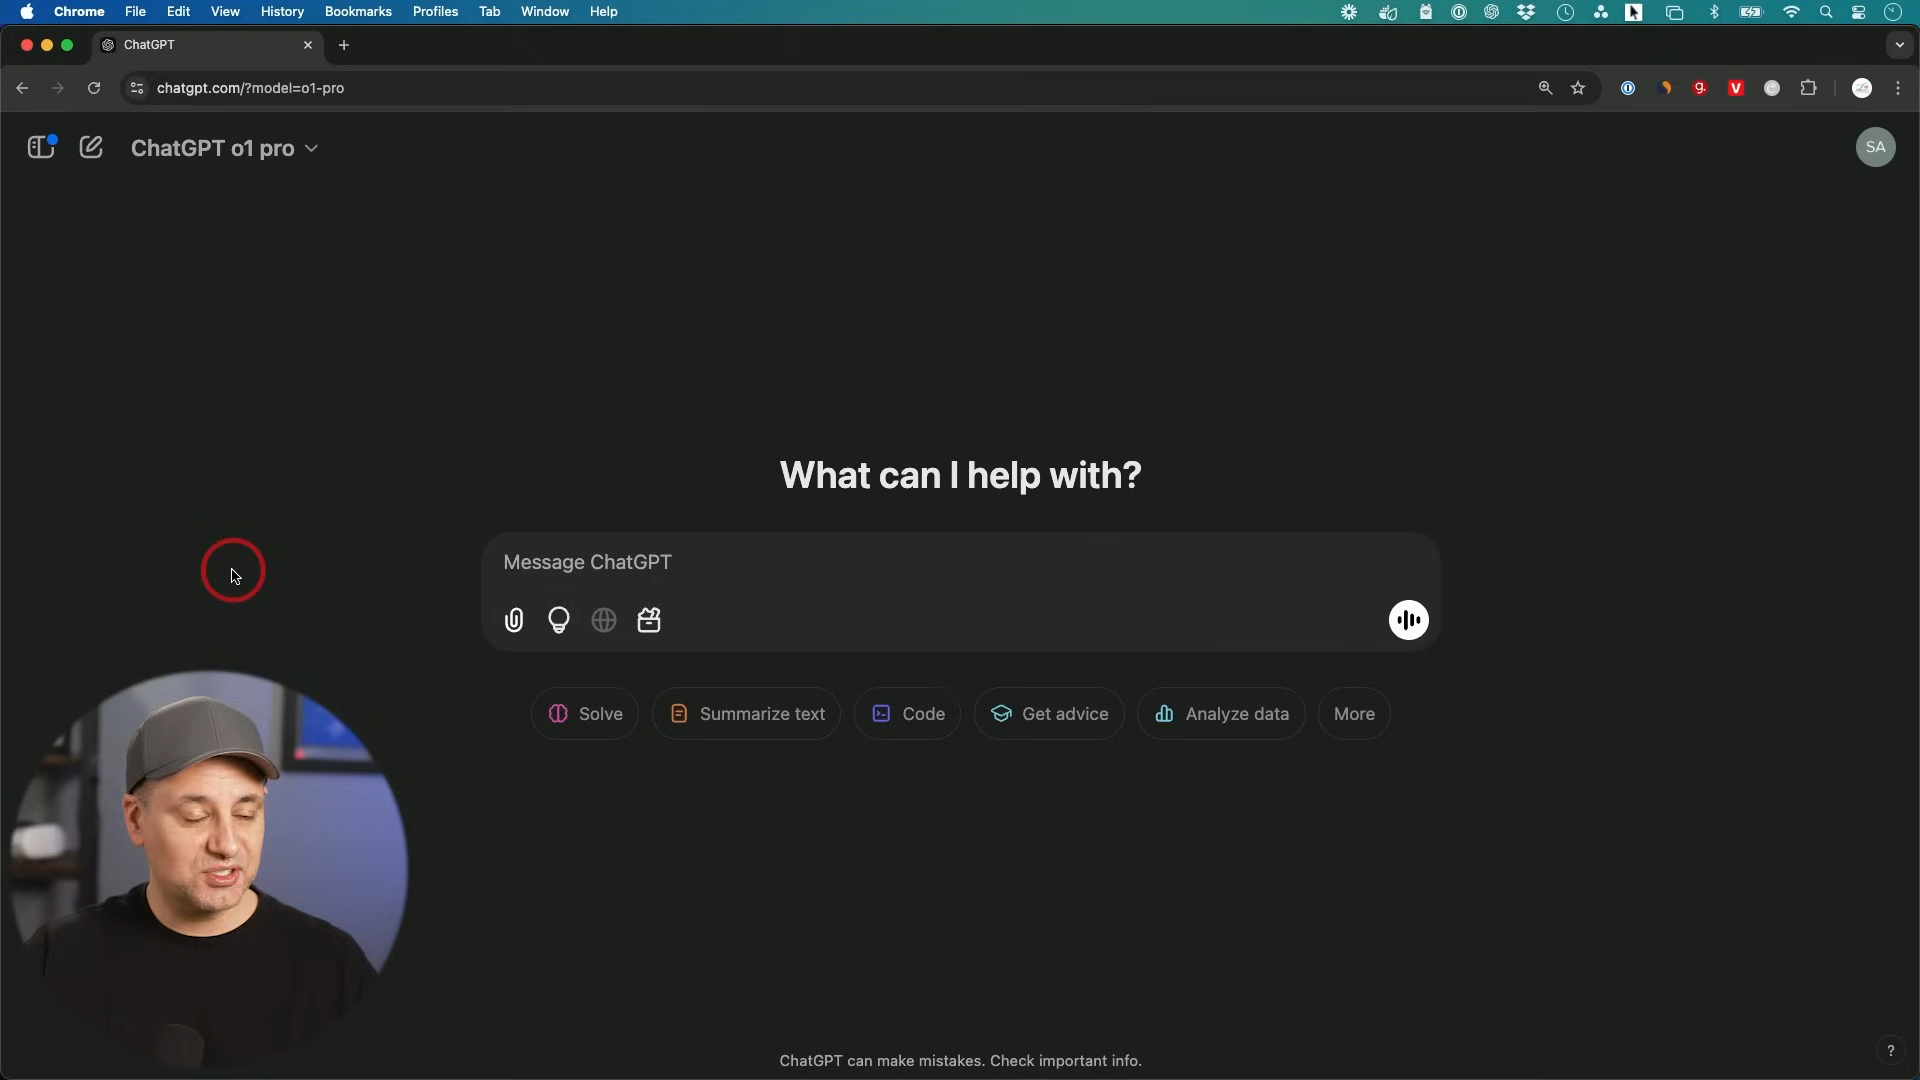 Chrome File Edit View History Bookmarks Profiles Tab Window Help
ChatGPT
chatgpt.com/?model=o1-pro
g. V
ChatGPT o1 pro
SA
What can I help with?
Message ChatGPT
Solve Summarize text Code Get advice Analyze data More
ChatGPT can make mistakes. Check important info.
?